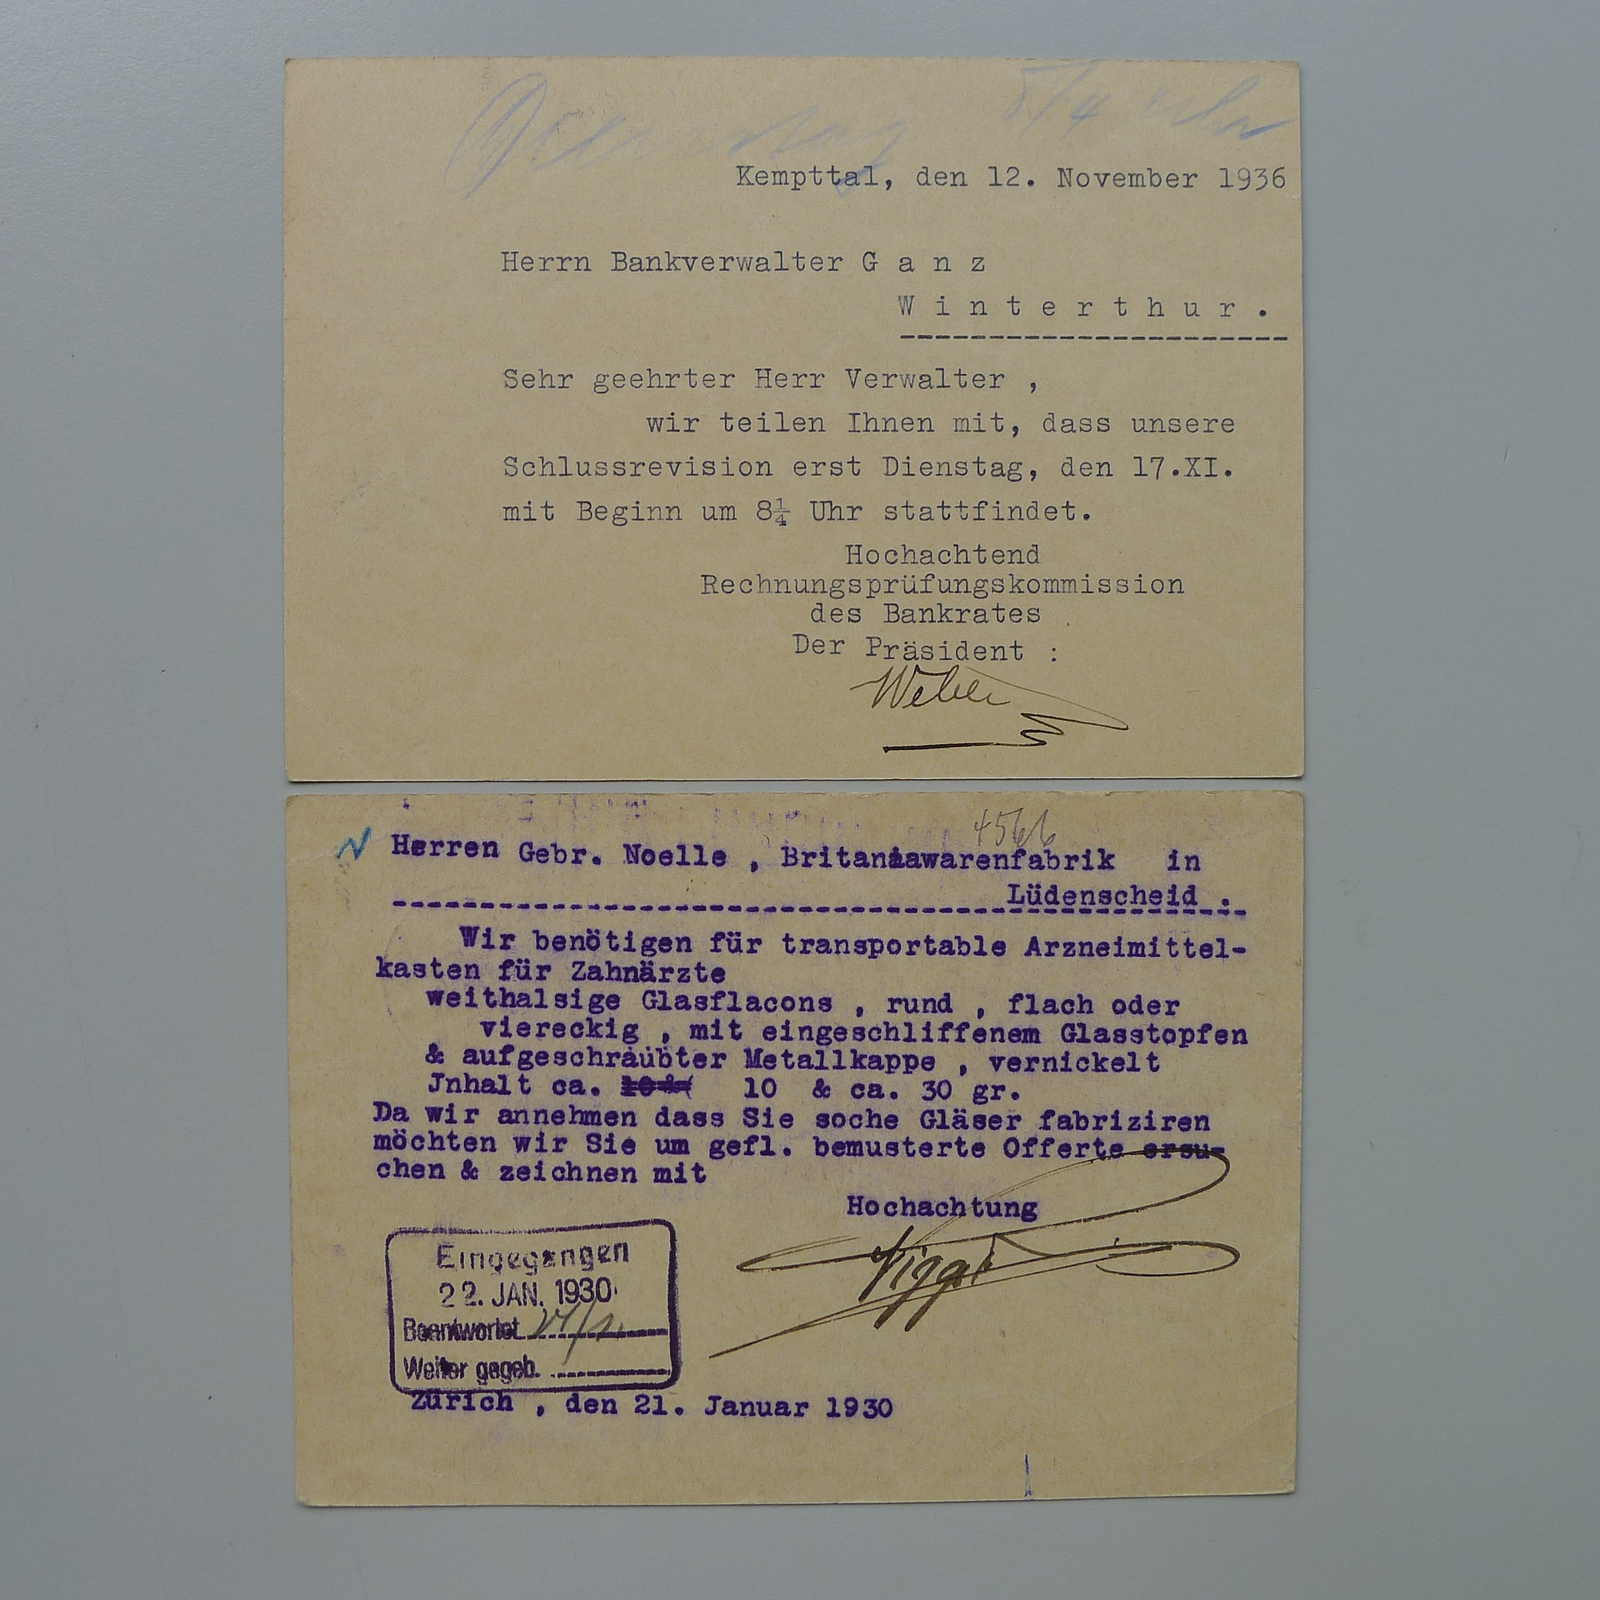 Kempttal, den 12. November 1936
Herrn Bankverwalter G a n z
W i n t e r t h u r .
Sehr geehrter Herr Verwalter ,
wir teilen Ihnen mit, dass unsere
Schlussrevision erst Dienstag, den 17.XI.
mit Beginn um 8¼ Uhr stattfindet.
Hochachtend
Rechnungsprüfungskommission
des Bankrates
Der Präsident :
Weber
4566
Herren Gebr. Noelle , Britaniawarenfabrik in
Lüdenscheid .
Wir benötigen für transportable Arzneimittel-
kasten für Zahnärzte
weithalsige Glasflacons , rund , flach oder
viereckig , mit eingeschliffenem Glasstopfen
& aufgeschraubter Metallkappe , vernickelt
Jnhalt ca. 10 & ca. 30 gr.
Da wir annehmen dass Sie soche Gläser fabriziren
möchten wir Sie um gefl. bemusterte Offerte ersu-
chen & zeichnen mit
Hochachtung
Eingegangen
22. JAN. 1930
Beantwortet
Weiter gegeb.
Zürich , den 21. Januar 1930